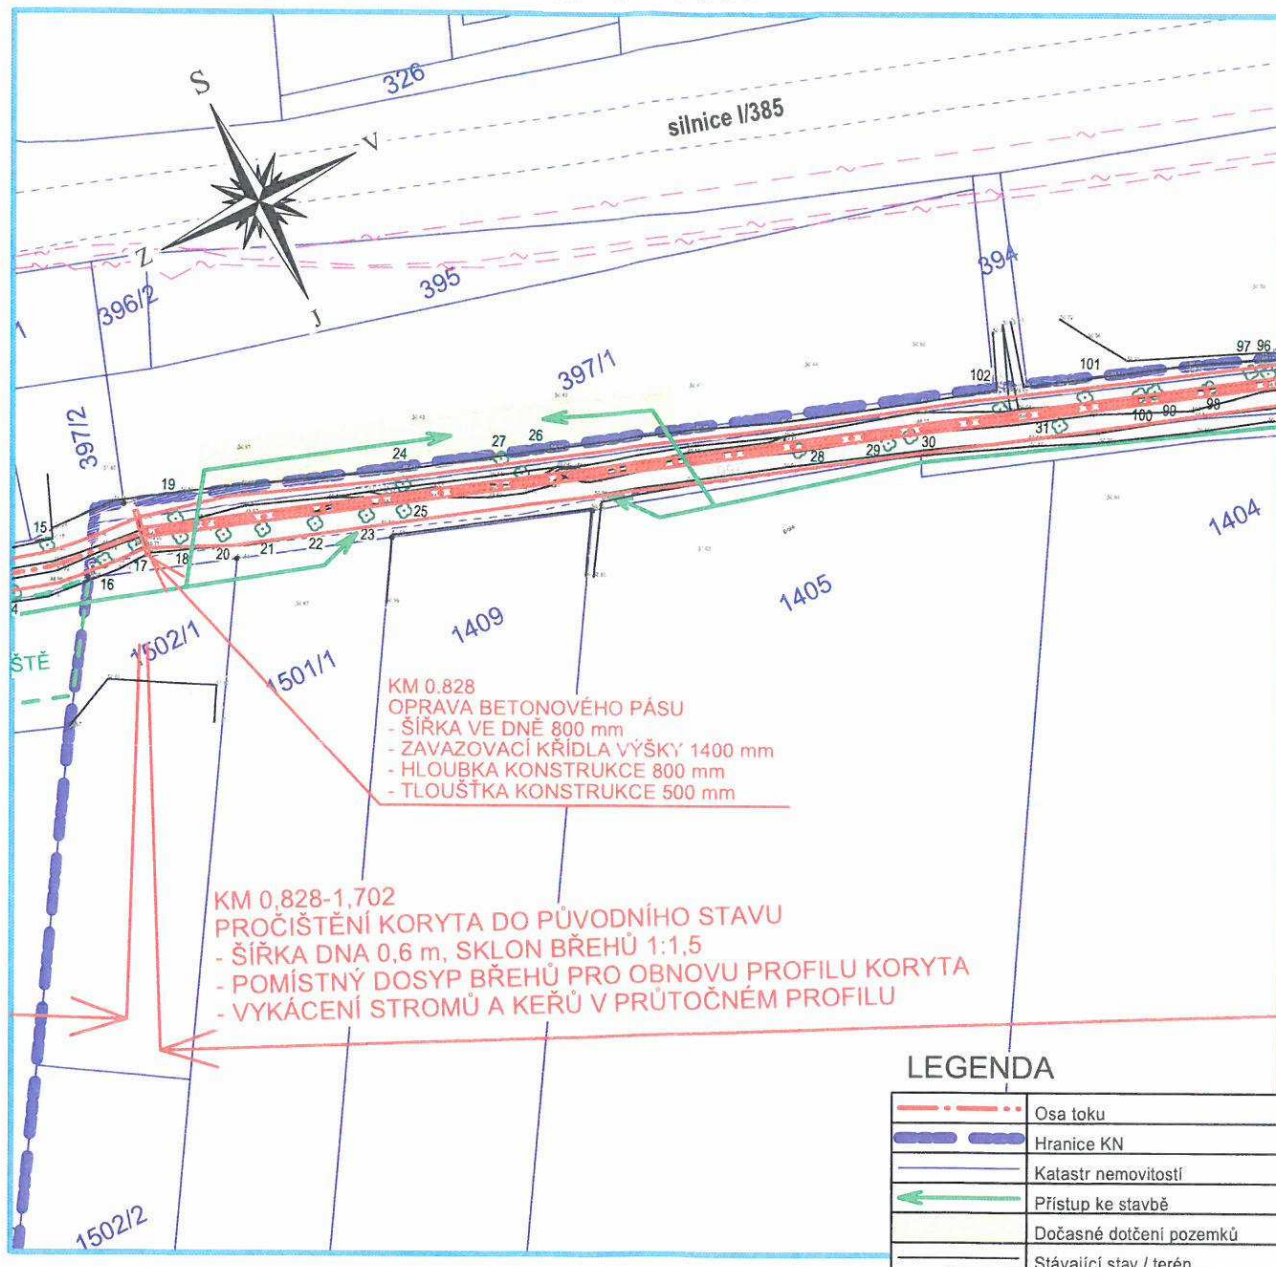 326
silnice I/385
S
V
Z
J
396/2
395
394
1
397/1
397/2
97 96
101
102
100 99 98
31
30
29
28
27 26
24
25
19
15
16
17
18
20
21
22
23
4
1404
1405
1409
1502/1
1501/1
ŠTĚ
KM 0.828
OPRAVA BETONOVÉHO PÁSU
- ŠÍŘKA VE DNĚ 800 mm
- ZAVAZOVACÍ KŘÍDLA VÝŠKY 1400 mm
- HLOUBKA KONSTRUKCE 800 mm
- TLOUŠŤKA KONSTRUKCE 500 mm
KM 0,828-1,702
PROČIŠTĚNÍ KORYTA DO PŮVODNÍHO STAVU
- ŠÍŘKA DNA 0,6 m, SKLON BŘEHŮ 1:1,5
- POMÍSTNÝ DOSYP BŘEHŮ PRO OBNOVU PROFILU KORYTA
- VYKÁCENÍ STROMŮ A KEŘŮ V PRŮTOČNÉM PROFILU
1502/2
LEGENDA
Osa toku
Hranice KN
Katastr nemovitostí
Přístup ke stavbě
Dočasné dotčení pozemků
Stávající stav / terén